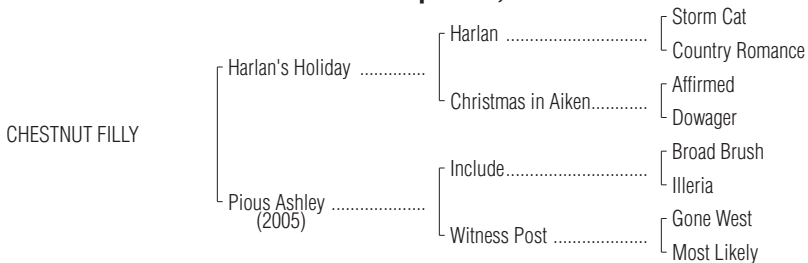 Storm Cat
Harlan ................................
Country Romance
Harlan's Holiday ..............
Affirmed
Christmas in Aiken.............
Dowager
CHESTNUT FILLY
Broad Brush
Include.................................
Illeria
Pious Ashley ....................
(2005)
Gone West
Witness Post .....................
Most Likely